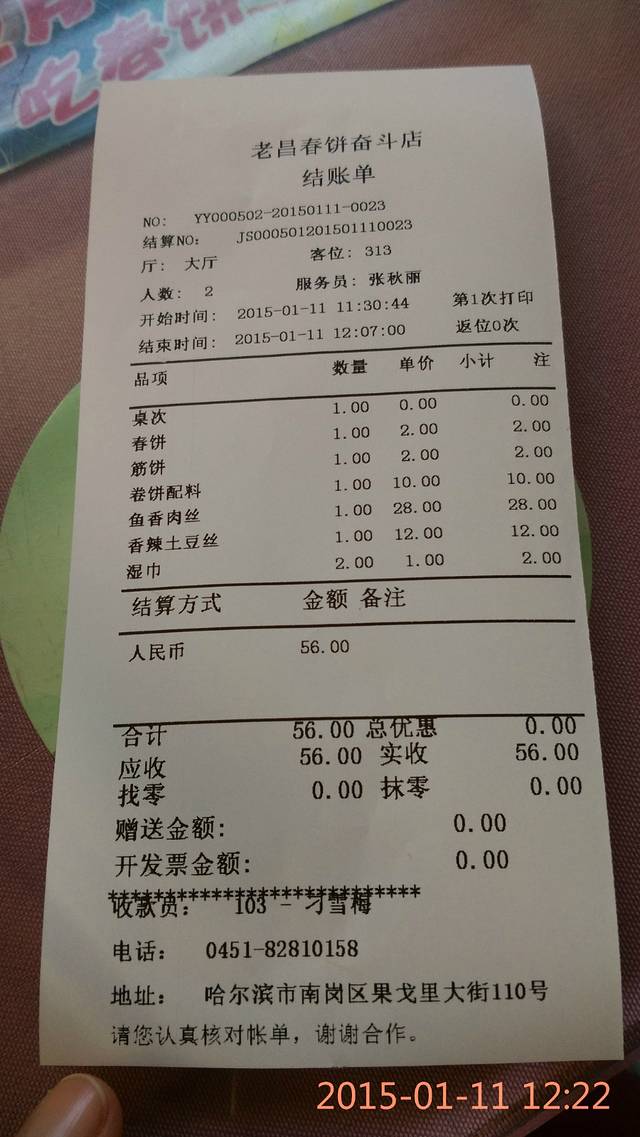 吃春饼
老昌春饼奋斗店
结账单
NO: YY000502-20150111-0023
结算NO: JS000501201501110023
厅: 大厅 客位: 313
人数: 2 服务员: 张秋丽
开始时间: 2015-01-11 11:30:44 第1次打印
结束时间: 2015-01-11 12:07:00 返位0次
品项 数量 单价 小计 注
桌次 1.00 0.00 0.00
春饼 1.00 2.00 2.00
筋饼 1.00 2.00 2.00
卷饼配料 1.00 10.00 10.00
鱼香肉丝 1.00 28.00 28.00
香辣土豆丝 1.00 12.00 12.00
湿巾 2.00 1.00 2.00
结算方式 金额 备注
人民币 56.00
合计 56.00 总优惠 0.00
应收 56.00 实收 56.00
找零 0.00 抹零 0.00
赠送金额: 0.00
开发票金额: 0.00
***************************
收款员: 103 - 刁雪梅
电话: 0451-82810158
地址: 哈尔滨市南岗区果戈里大街110号
请您认真核对帐单，谢谢合作。
2015-01-11 12:22